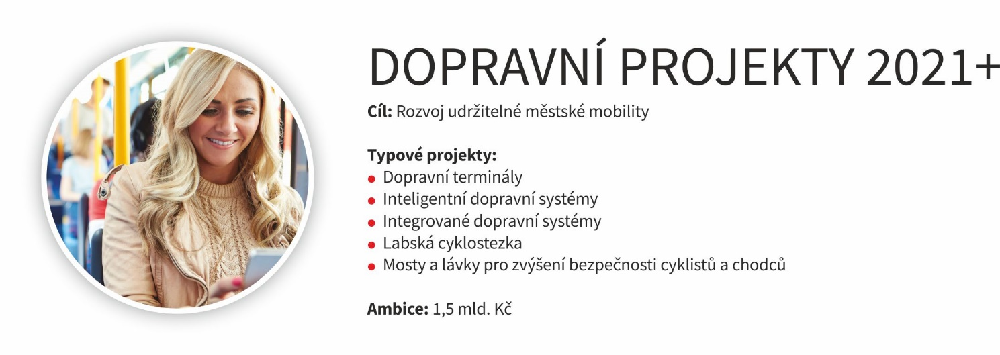 DOPRAVNÍ PROJEKTY 2021+
Cíl: Rozvoj udržitelné městské mobility
Typové projekty:
• Dopravní terminály
• Inteligentní dopravní systémy
• Integrované dopravní systémy
• Labská cyklostezka
• Mosty a lávky pro zvýšení bezpečnosti cyklistů a chodců
Ambice: 1,5 mld. Kč